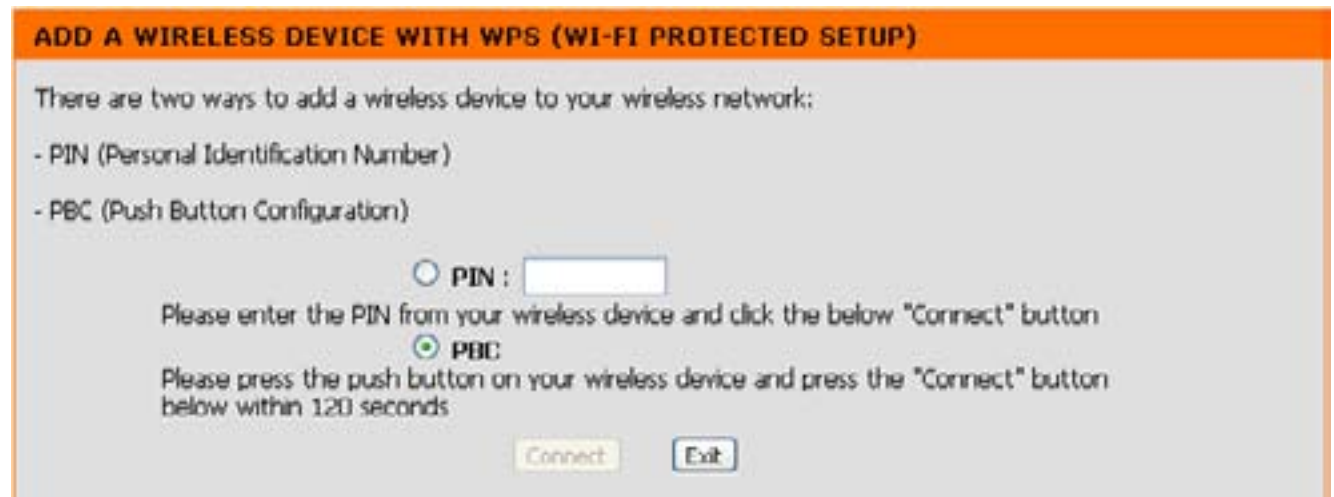 ADD A WIRELESS DEVICE WITH WPS (WI-FI PROTECTED SETUP)
There are two ways to add a wireless device to your wireless network:
- PIN (Personal Identification Number)
- PBC (Push Button Configuration)
PIN :
Please enter the PIN from your wireless device and click the below "Connect" button
PBC
Please press the push button on your wireless device and press the "Connect" button
below within 120 seconds
Connect Exit